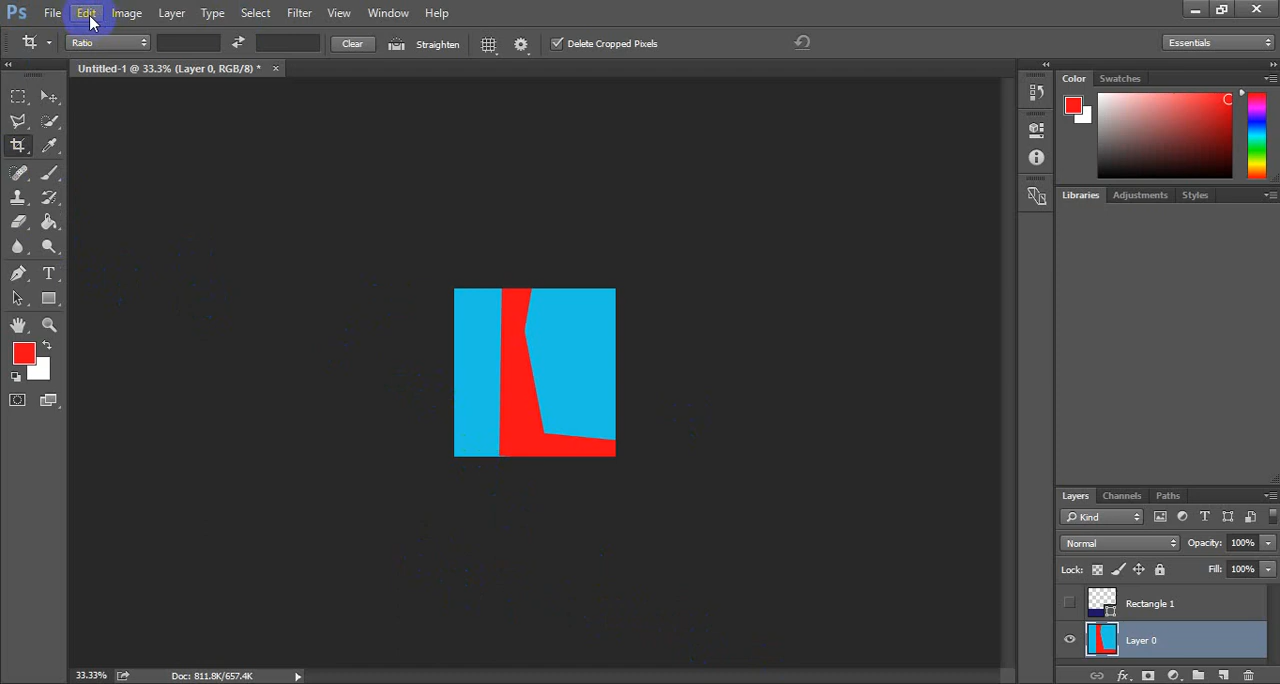 Ps File Edit Image Layer Type Select Filter View Window Help
Ratio Clear Straighten Delete Cropped Pixels Essentials
Untitled-1 @ 33.3% (Layer 0, RGB/8) * ×
Color Swatches
Libraries Adjustments Styles
T
Layers Channels Paths
Kind T
Normal Opacity: 100%
Lock: Fill: 100%
Rectangle 1
Layer 0
33.33% Doc: 811.8K/657.4K
fx